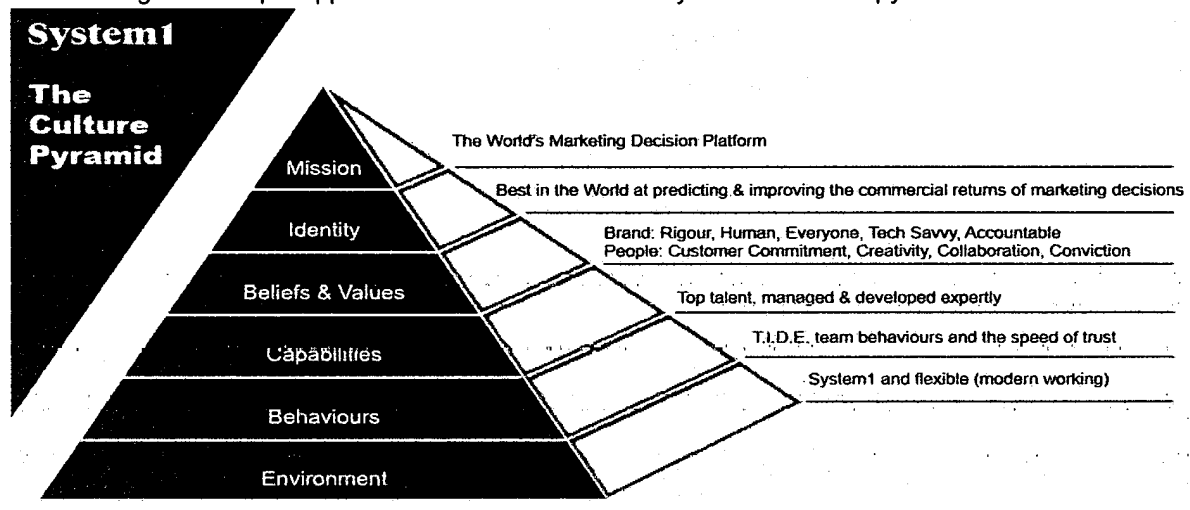 System1
The
Culture
Pyramid
Mission
Identity
Beliefs & Values
Capabilities
Behaviours
Environment
The World's Marketing Decision Platform
Best in the World at predicting & improving the commercial returns of marketing decisions
Brand: Rigour, Human, Everyone, Tech Savvy, Accountable
People: Customer Commitment, Creativity, Collaboration, Conviction
Top talent, managed & developed expertly
T.I.D.E. team behaviours and the speed of trust
System1 and flexible (modern working)